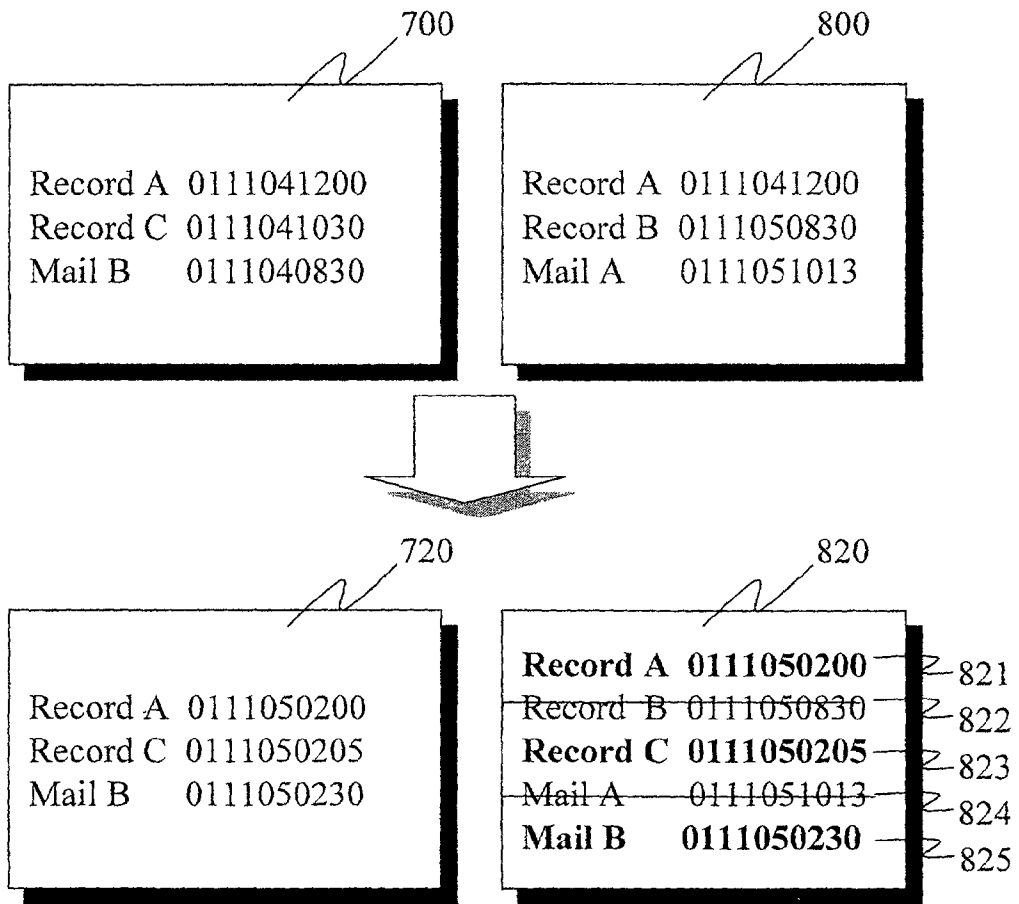 700
800
Record A 0111041200
Record C 0111041030
Mail B 0111040830
Record A 0111041200
Record B 0111050830
Mail A 0111051013
720
820
Record A 0111050200
Record C 0111050205
Mail B 0111050230
Record A 0111050200
821
Record B 0111050830
822
Record C 0111050205
823
Mail A 0111051013
824
Mail B 0111050230
825